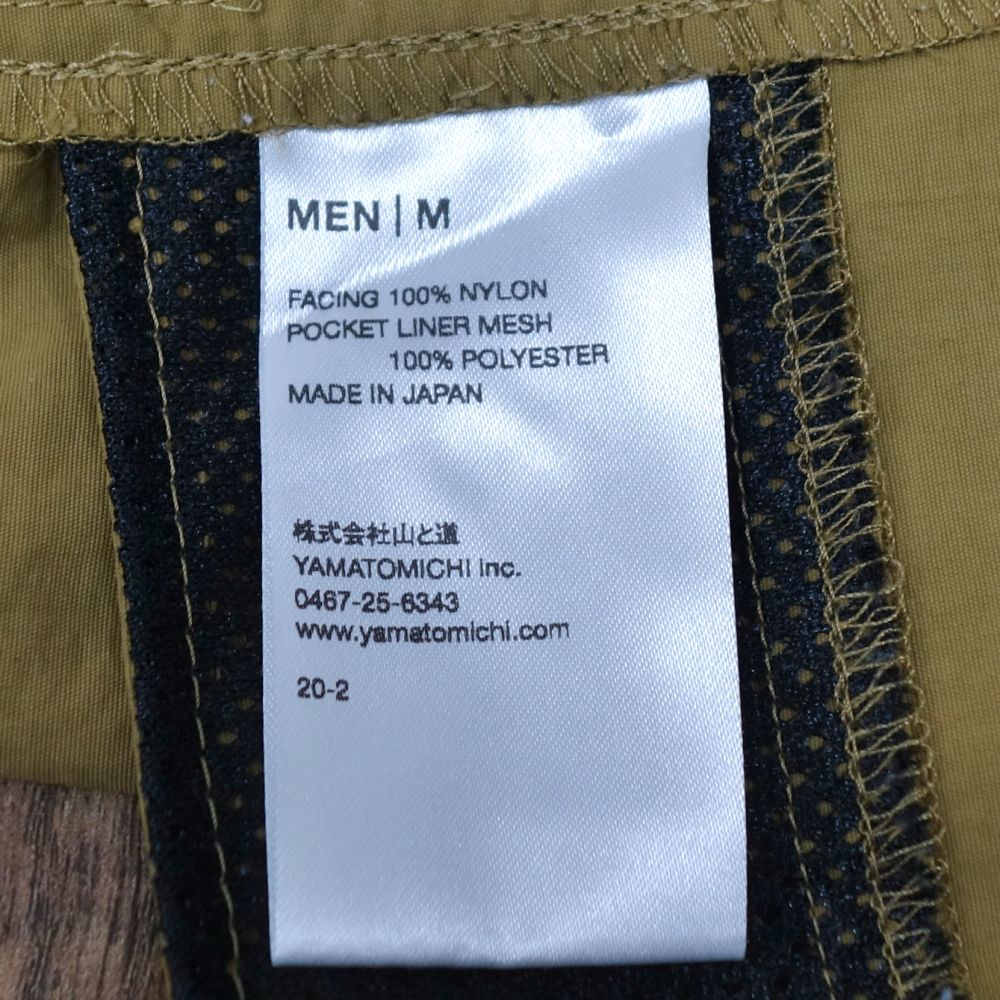 MEN | M
FACING 100% NYLON
POCKET LINER MESH
100% POLYESTER
MADE IN JAPAN
株式会社山と道
YAMATOMICHI Inc.
0467-25-6343
www.yamatomichi.com
20-2